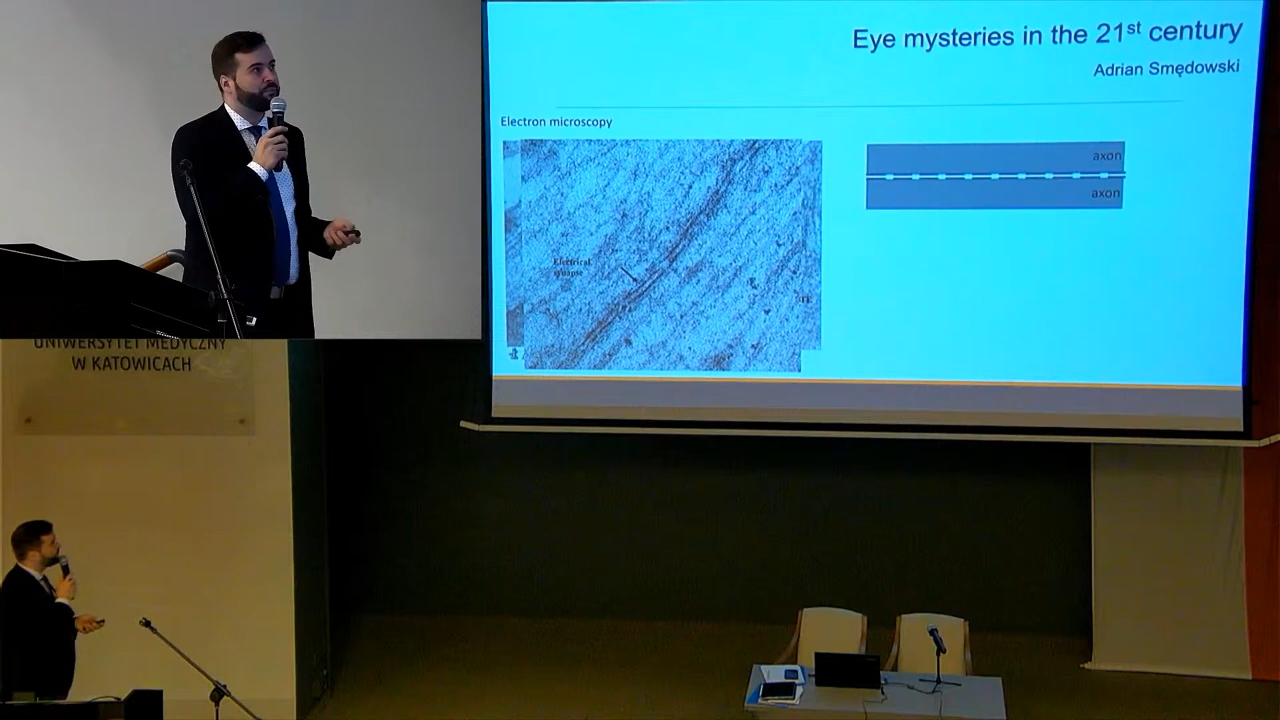 Eye mysteries in the 21st century
Adrian Smędowski
Electron microscopy
axon
axon
Electrical
synapse
UNIWERSYTET MEDYCZNY
W KATOWICACH